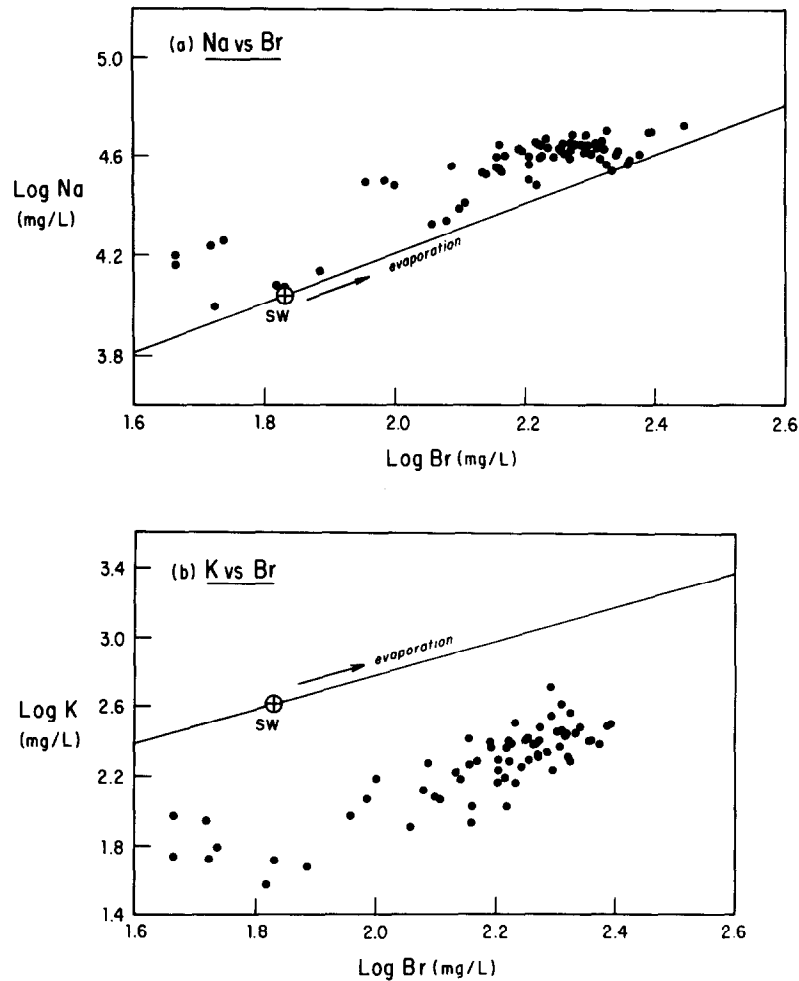 (a) Na vs Br
5.0
4.6
4.2
3.8
Log Na
(mg/L)
evaporation
SW
1.6 1.8 2.0 2.2 2.4 2.6
Log Br (mg/L)
(b) K vs Br
3.4
3.0
2.6
2.2
1.8
1.4
Log K
(mg/L)
evaporation
SW
1.6 1.8 2.0 2.2 2.4 2.6
Log Br (mg/L)